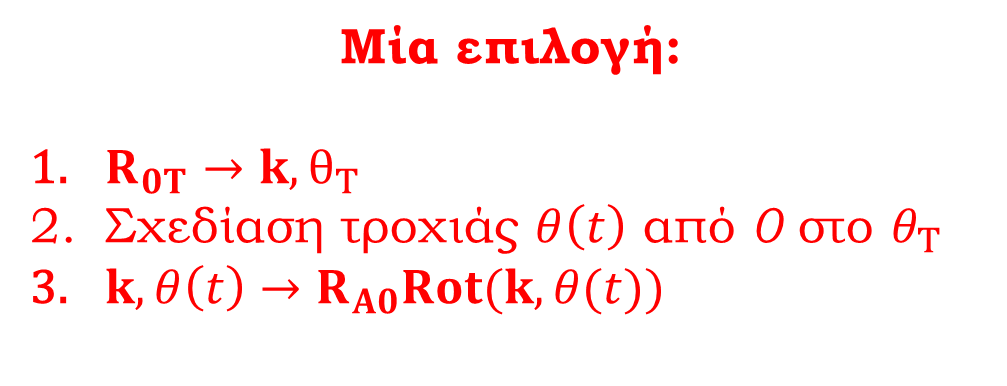 Μία επιλογή:
1. R₀T → k, θT
2. Σχεδίαση τροχιάς θ(t) από 0 στο θT
3. k, θ(t) → RA0Rot(k, θ(t))